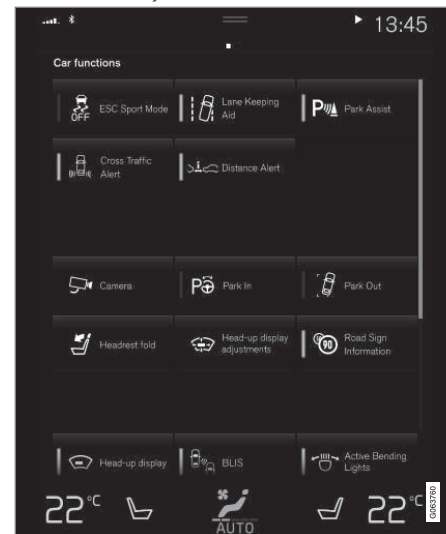 13:45
Car functions
OFF
ESC Sport Mode
Lane Keeping
Aid
P
Park Assist
Cross Traffic
Alert
Distance Alert
Camera
P
Park In
Park Out
Headrest fold
Head-up display
adjustments
90
Road Sign
Information
Head-up display
BLIS
Active Bending
Lights
22°C
AUTO
22°C
G063760